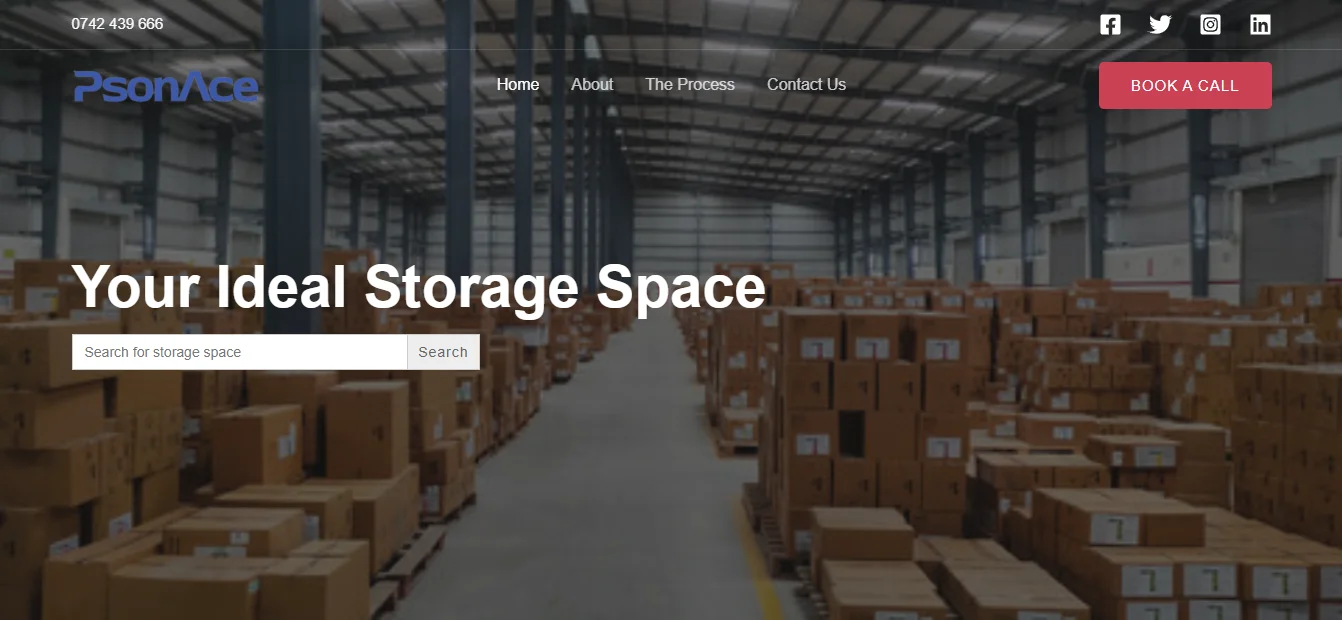 0742 439 666
PsonAce
Home About The Process Contact Us
BOOK A CALL
Your Ideal Storage Space
Search for storage space Search